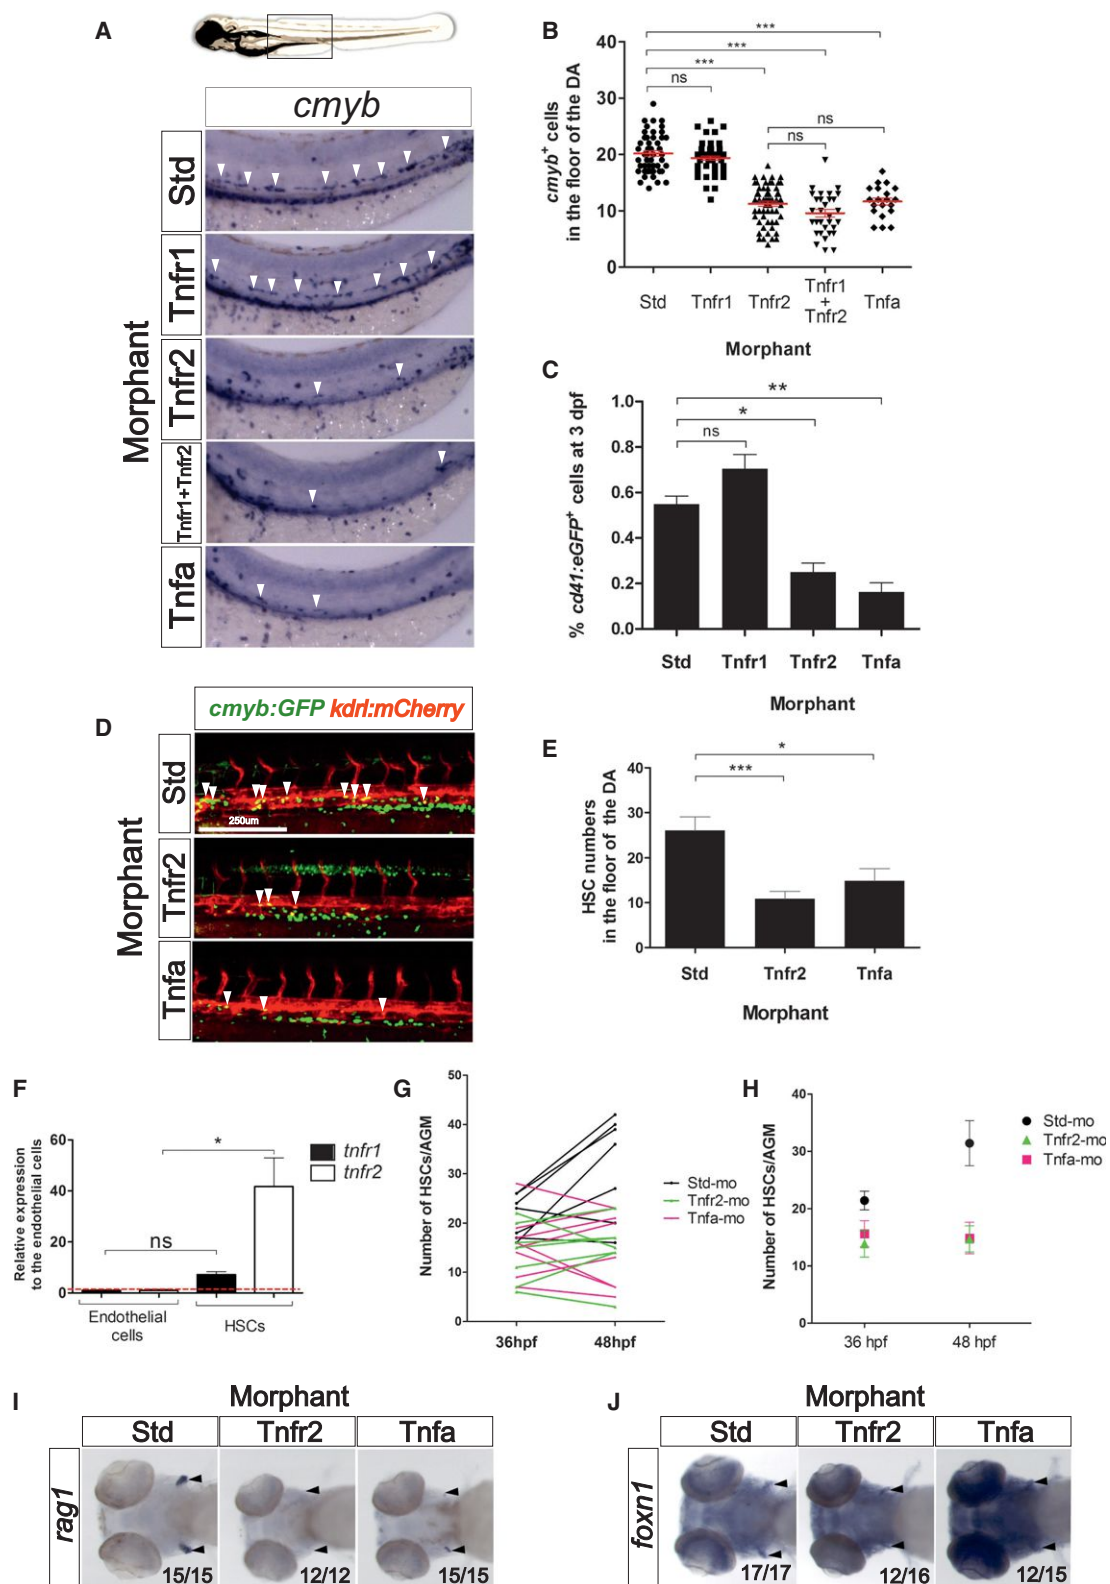 A
cmyb
Morphant
Std
Tnfr1
Tnfr2
Tnfr1+Tnfr2
Tnfa
B
cmyb+ cells
in the floor of the DA
40
30
20
10
0
***
***
***
ns
ns
ns
Std
Tnfr1
Tnfr2
Tnfr1
+
Tnfr2
Tnfa
Morphant
C
% cd41:eGFP+ cells at 3 dpf
1.0
0.8
0.6
0.4
0.2
0.0
**
*
ns
Std
Tnfr1
Tnfr2
Tnfa
Morphant
D
cmyb:GFP kdrl:mCherry
Morphant
Std
250um
Tnfr2
Tnfa
E
HSC numbers
in the floor of the DA
40
30
20
10
0
*
***
Std
Tnfr2
Tnfa
Morphant
F
Relative expression
to the endothelial cells
60
40
20
0
*
ns
tnfr1
tnfr2
Endothelial
cells
HSCs
G
Number of HSCs/AGM
50
40
30
20
10
0
Std-mo
Tnfr2-mo
Tnfa-mo
36hpf
48hpf
H
Number of HSCs/AGM
40
30
20
10
0
Std-mo
Tnfr2-mo
Tnfa-mo
36 hpf
48 hpf
I
Morphant
Std
Tnfr2
Tnfa
rag1
15/15
12/12
15/15
J
Morphant
Std
Tnfr2
Tnfa
foxn1
17/17
12/16
12/15